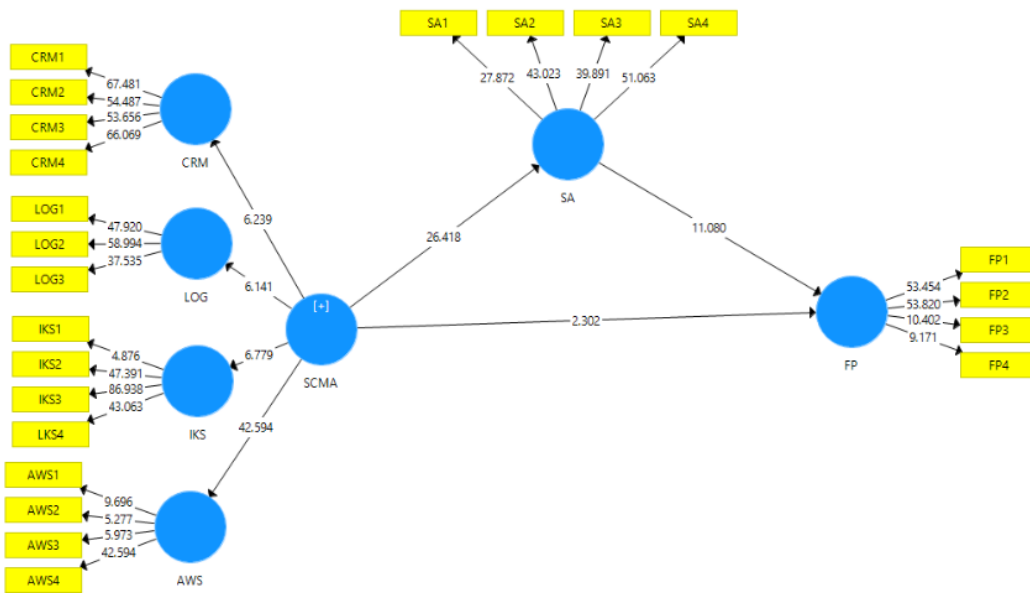 SA1
SA2
SA3
SA4
27.872
43.023
39.891
51.063
SA
CRM1
CRM2
CRM3
CRM4
67.481
54.487
53.656
66.069
CRM
LOG1
LOG2
LOG3
47.920
58.994
37.535
LOG
IKS1
IKS2
IKS3
LKS4
4.876
47.391
86.938
43.063
IKS
AWS1
AWS2
AWS3
AWS4
9.696
5.277
5.973
42.594
AWS
6.239
6.141
6.779
42.594
[+]
SCMA
26.418
11.080
2.302
FP
53.454
53.820
10.402
9.171
FP1
FP2
FP3
FP4